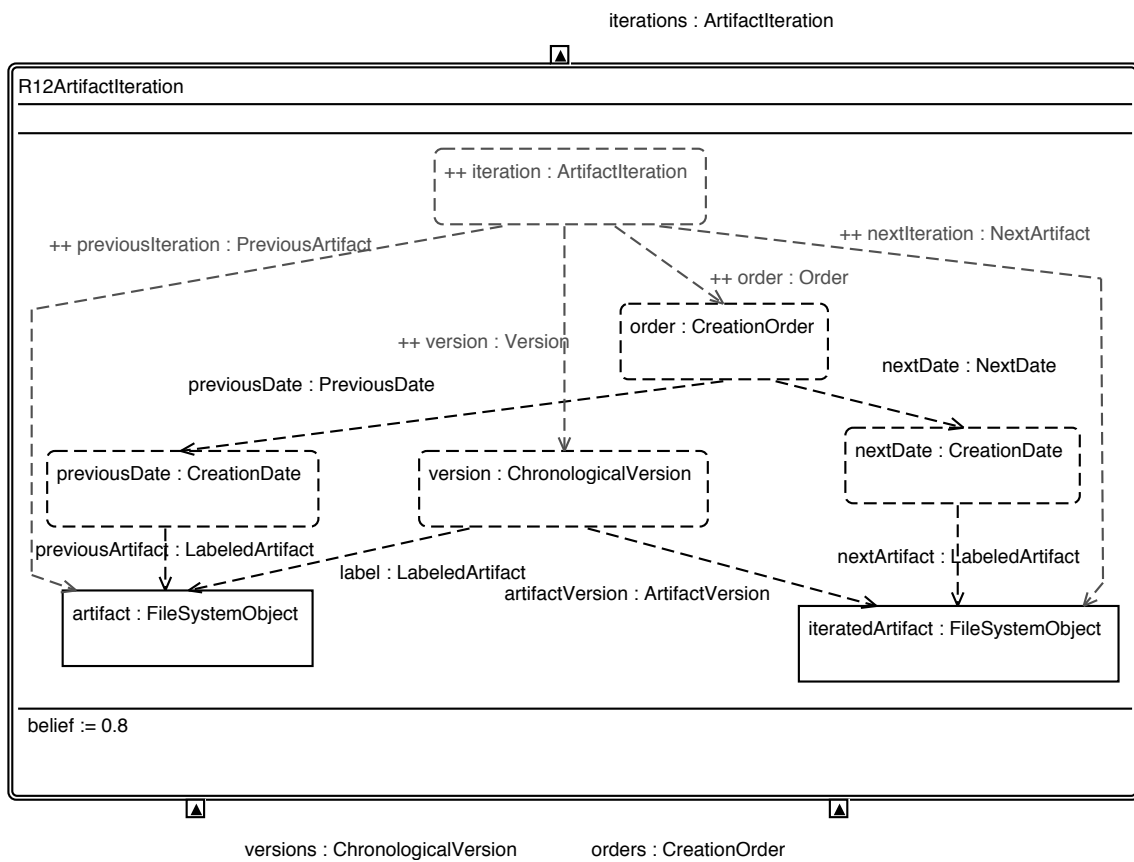 iterations : ArtifactIteration
R12ArtifactIteration
++ iteration : ArtifactIteration
++ previousIteration : PreviousArtifact
++ nextIteration : NextArtifact
++ order : Order
order : CreationOrder
++ version : Version
nextDate : NextDate
previousDate : PreviousDate
previousDate : CreationDate
version : ChronologicalVersion
nextDate : CreationDate
previousArtifact : LabeledArtifact
label : LabeledArtifact
nextArtifact : LabeledArtifact
artifactVersion : ArtifactVersion
artifact : FileSystemObject
iteratedArtifact : FileSystemObject
belief := 0.8
versions : ChronologicalVersion
orders : CreationOrder